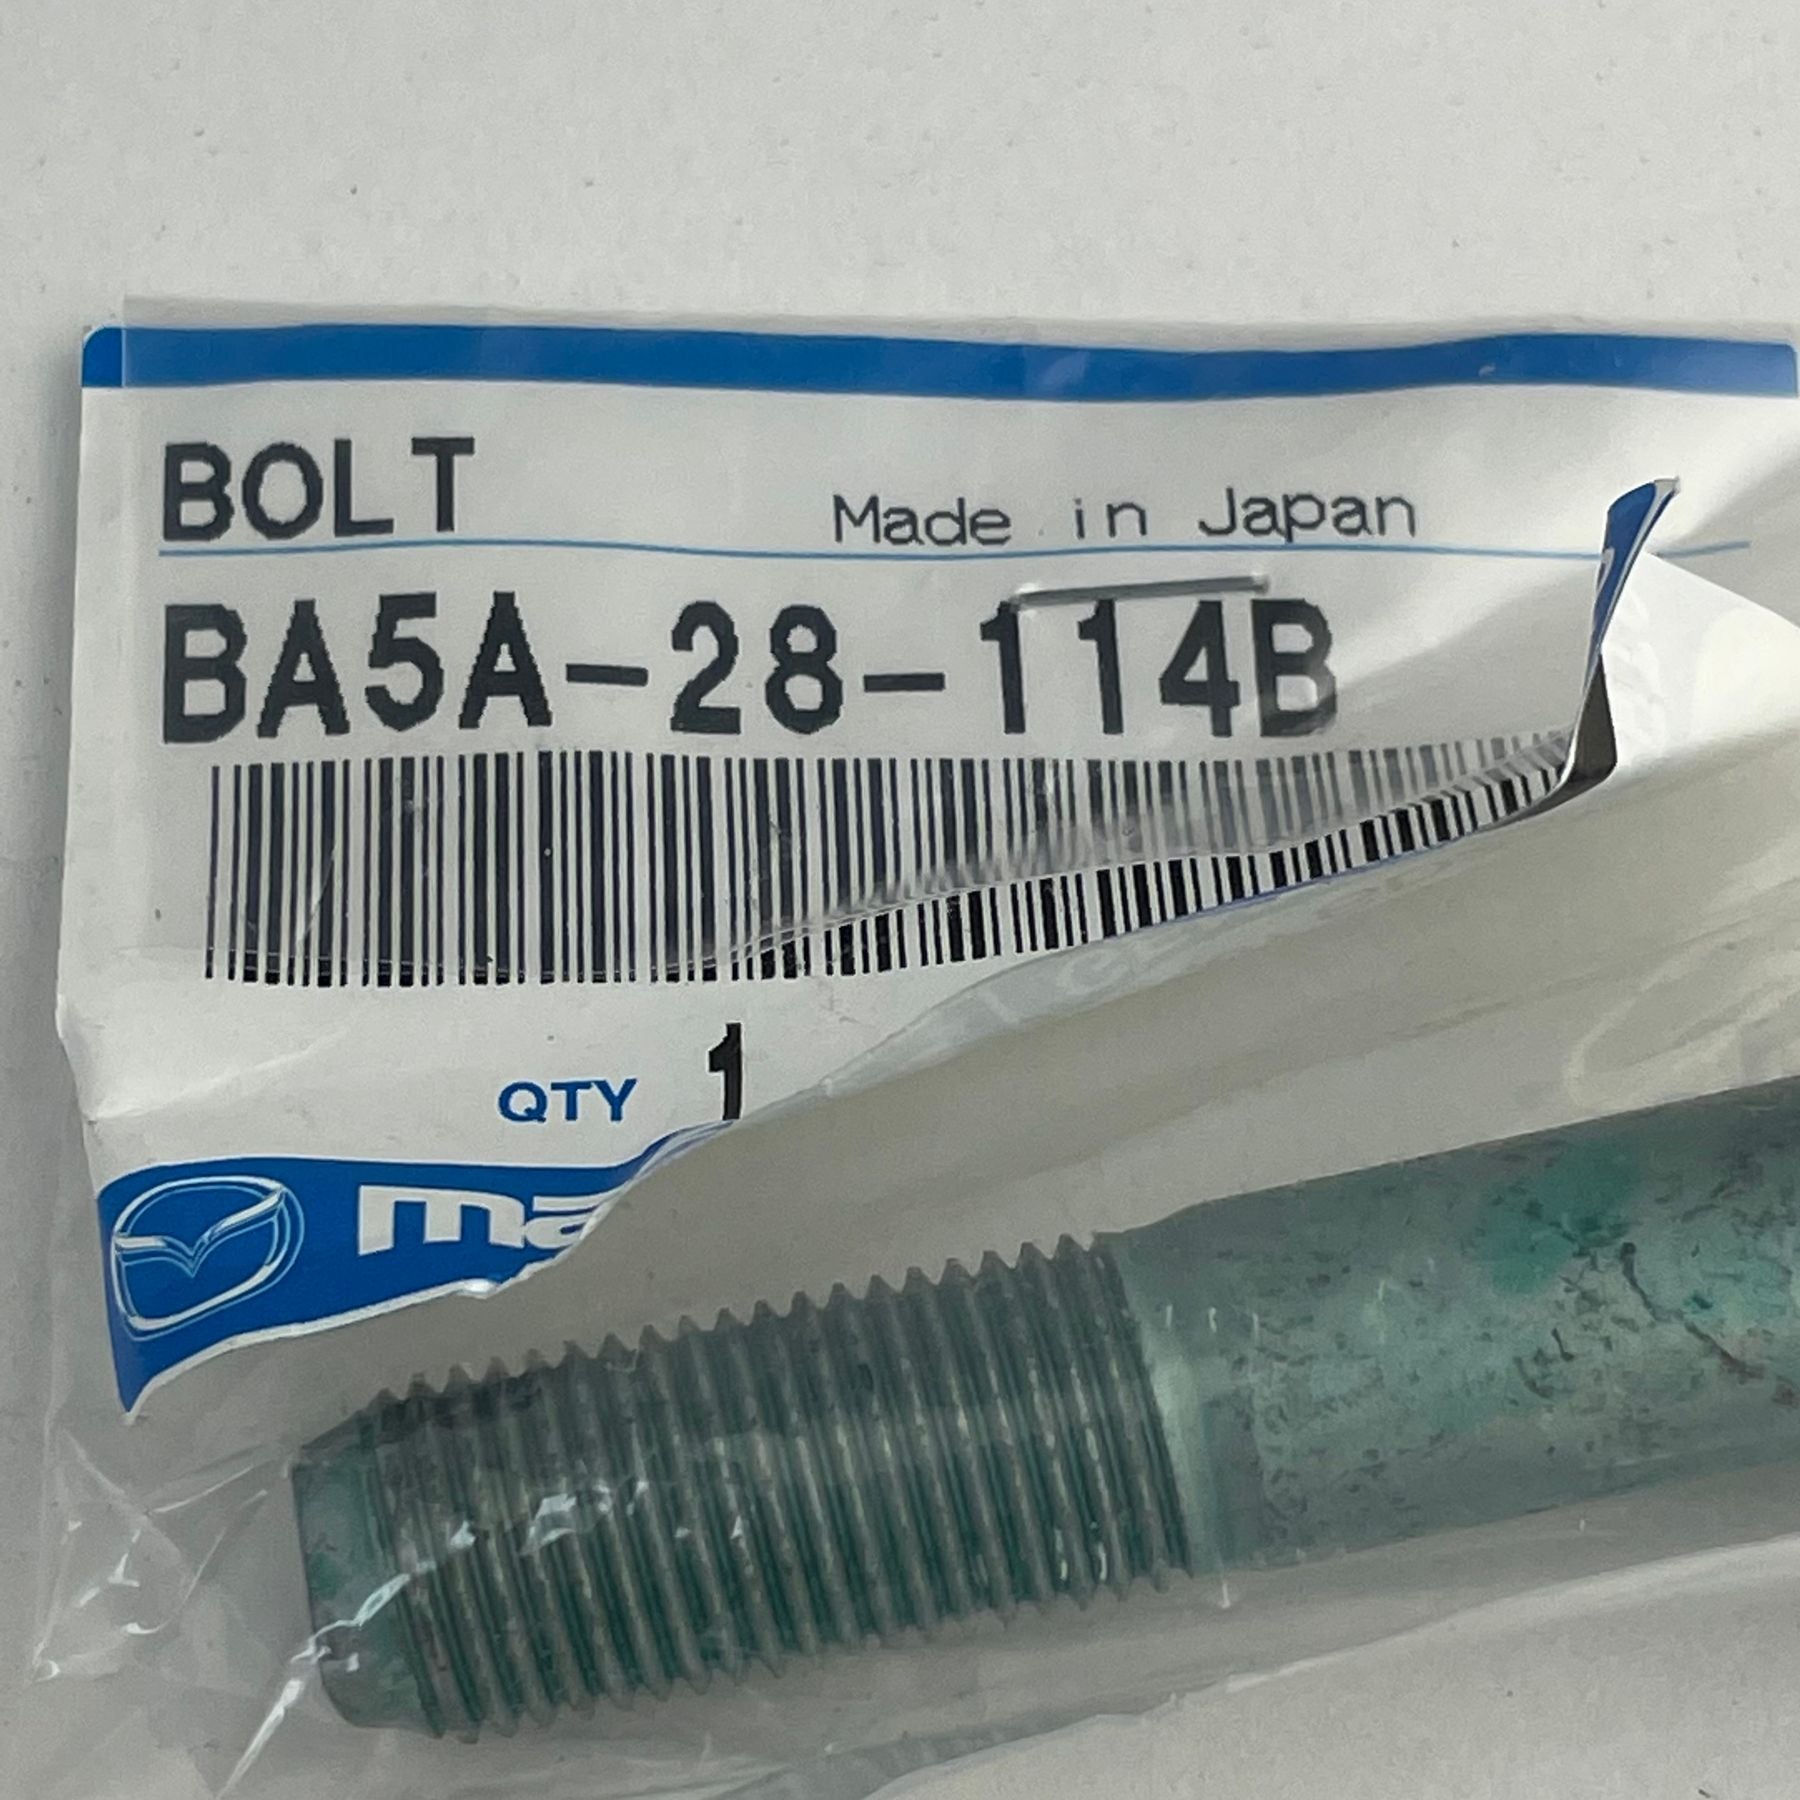 BOLT
Made in Japan
BA5A-28-114B
QTY 1